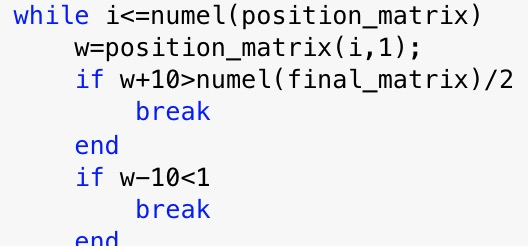 while i<=numel(position_matrix)
w=position_matrix(i,1);
if w+10>numel(final_matrix)/2
break
end
if w-10<1
break
end